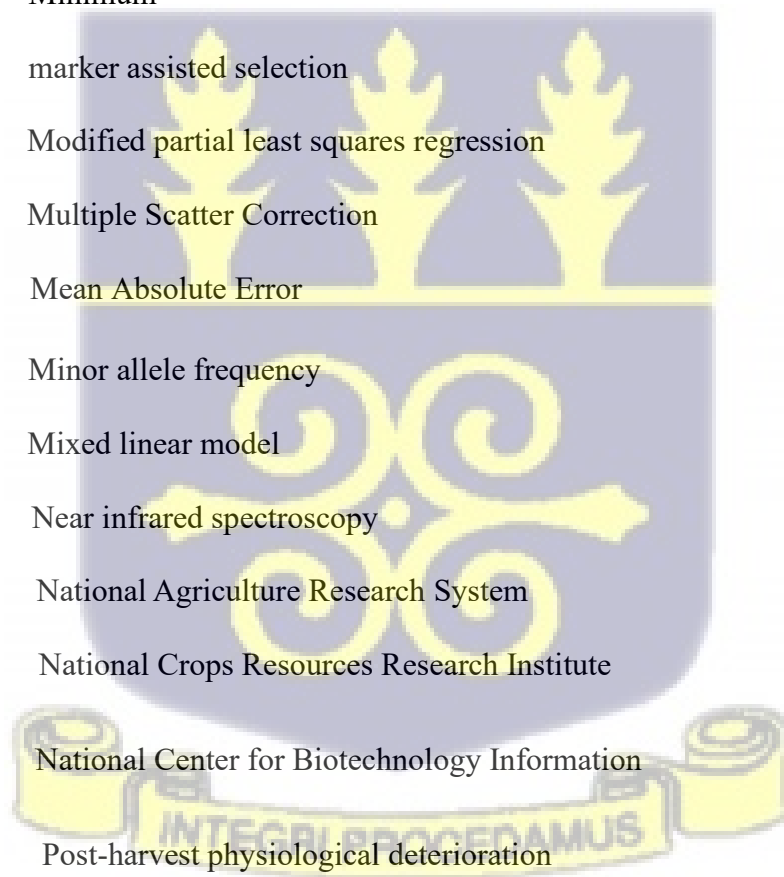 Minimum
marker assisted selection
Modified partial least squares regression
Multiple Scatter Correction
Mean Absolute Error
Minor allele frequency
Mixed linear model
Near infrared spectroscopy
National Agriculture Research System
National Crops Resources Research Institute
National Center for Biotechnology Information
INTEGRI PROCEDAMUS
Post-harvest physiological deterioration